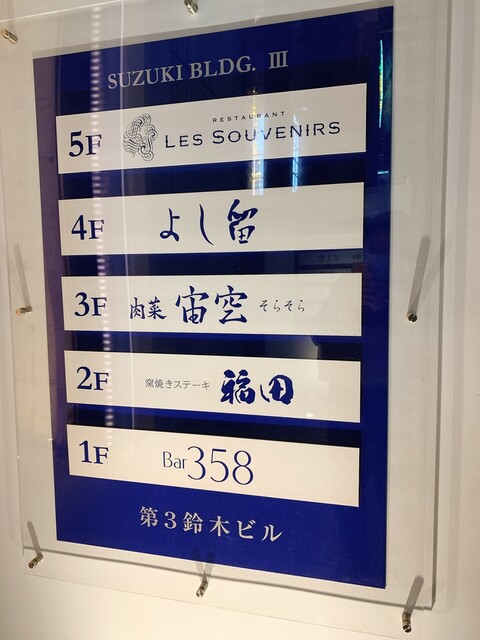 SUZUKI BLDG. Ⅲ
5F RESTAURANT LES SOUVENIRS
4F よし留
3F 肉菜 宙空 そらそら
2F 窯焼きステーキ 福田
1F Bar 358
第3鈴木ビル